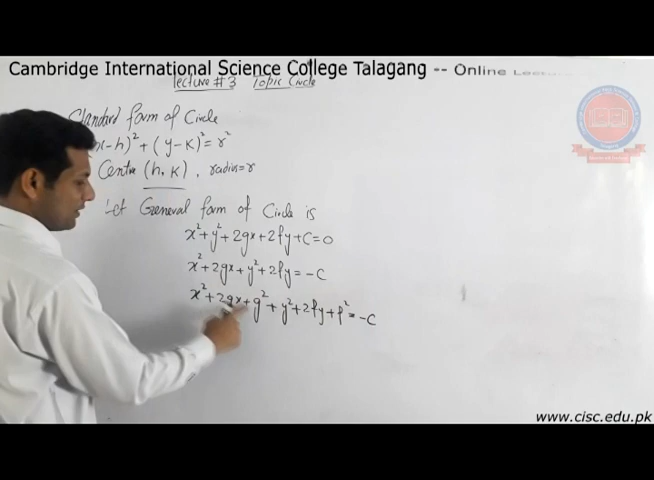 Cambridge International Science College Talagang -- Online
Lecture # 3 Topic Circle
Standard form of Circle
x-h)² + (y-k)² = r²
Centre (h, k), radius=r
Let General form of Circle is
x²+y²+2gx+2fy+c=0
x²+2gx+y²+2fy=-c
x²+2gx+g²+y²+2fy+f²=-c
www.cisc.edu.pk